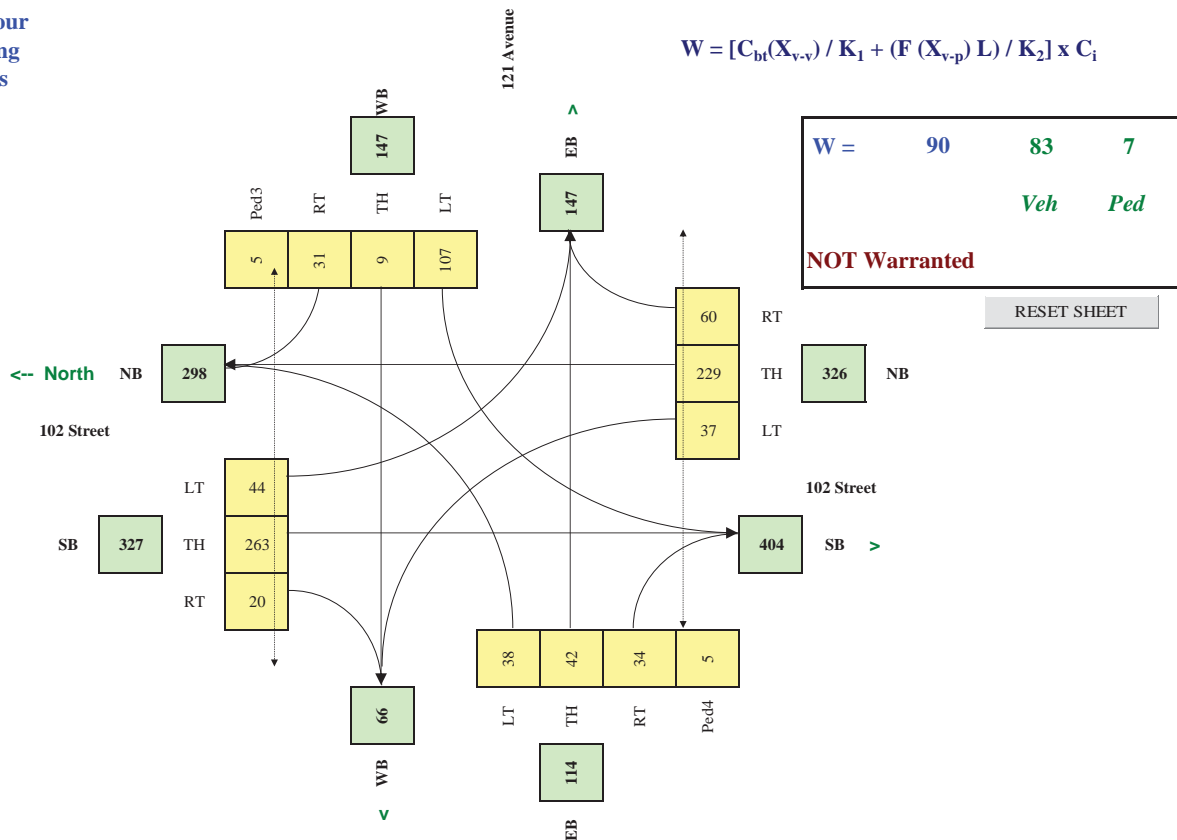 our
ng
s
121 Avenue
W = [Cbt(Xv-v) / K1 + (F (Xv-p) L) / K2] x Ci
WB
147
^
EB
147
W = 90 83 7
Veh Ped
NOT Warranted
RESET SHEET
Ped3 RT TH LT
5 31 9 107
60 RT
229 TH 326 NB
37 LT
<-- North NB 298
102 Street
102 Street
LT 44
SB 327 TH 263
RT 20
404 SB >
38 42 34 5
LT TH RT Ped4
66
WB
v
114
EB